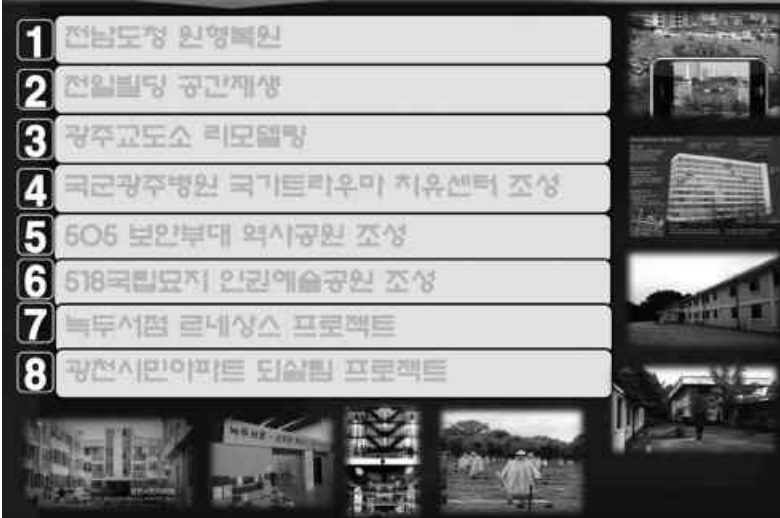 1 전남도청 원형복원
2 전일빌딩 공간재생
3 광주교도소 리모델링
4 국군광주병원 국가트라우마 치유센터 조성
5 505 보안부대 역사공원 조성
6 518국립묘지 인권예술공원 조성
7 녹두서점 르네상스 프로젝트
8 광천시민아파트 되살림 프로젝트